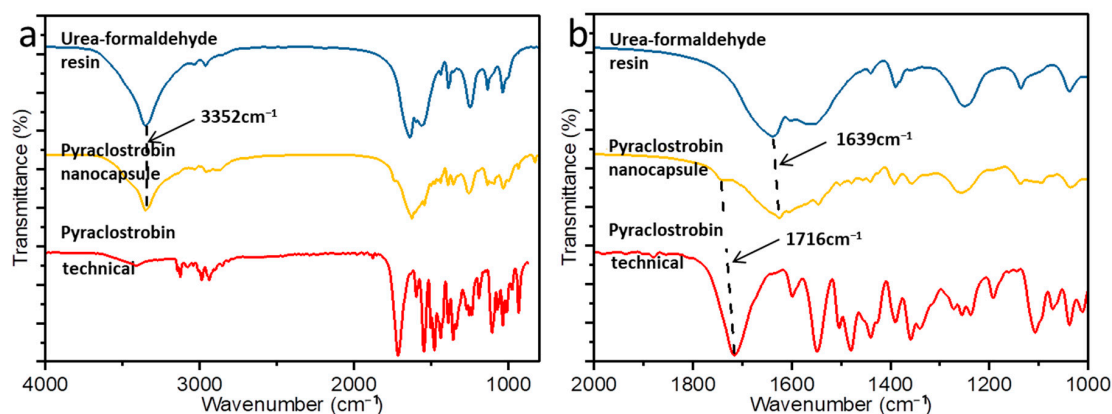 a
Urea-formaldehyde
resin
3352cm⁻¹
Pyraclostrobin
nanocapsule
Pyraclostrobin
technical
Transmittance (%)
4000 3000 2000 1000
Wavenumber (cm⁻¹)
b
Urea-formaldehyde
resin
1639cm⁻¹
Pyraclostrobin
nanocapsule
Pyraclostrobin
1716cm⁻¹
technical
Transmittance (%)
2000 1800 1600 1400 1200 1000
Wavenumber (cm⁻¹)